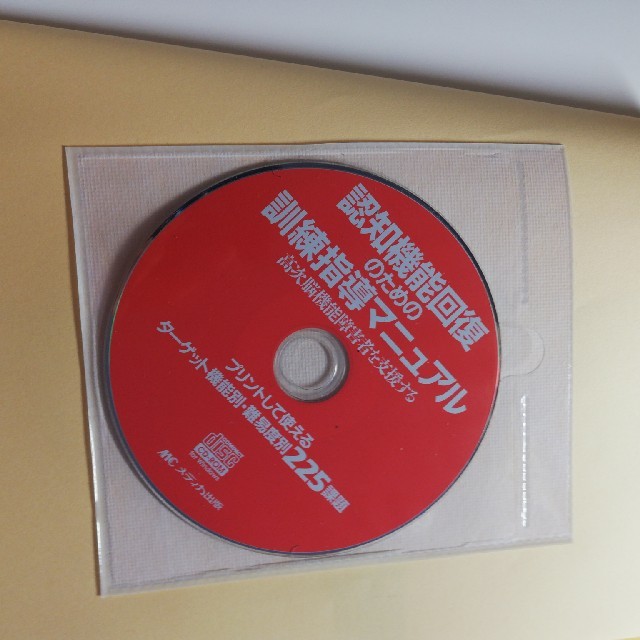 認知機能回復
のための
訓練指導マニュアル
高次脳機能障害者を支援する
プリントして使える
ターゲット機能別・難易度別225課題
disc
CD-ROM
MC メディカ出版